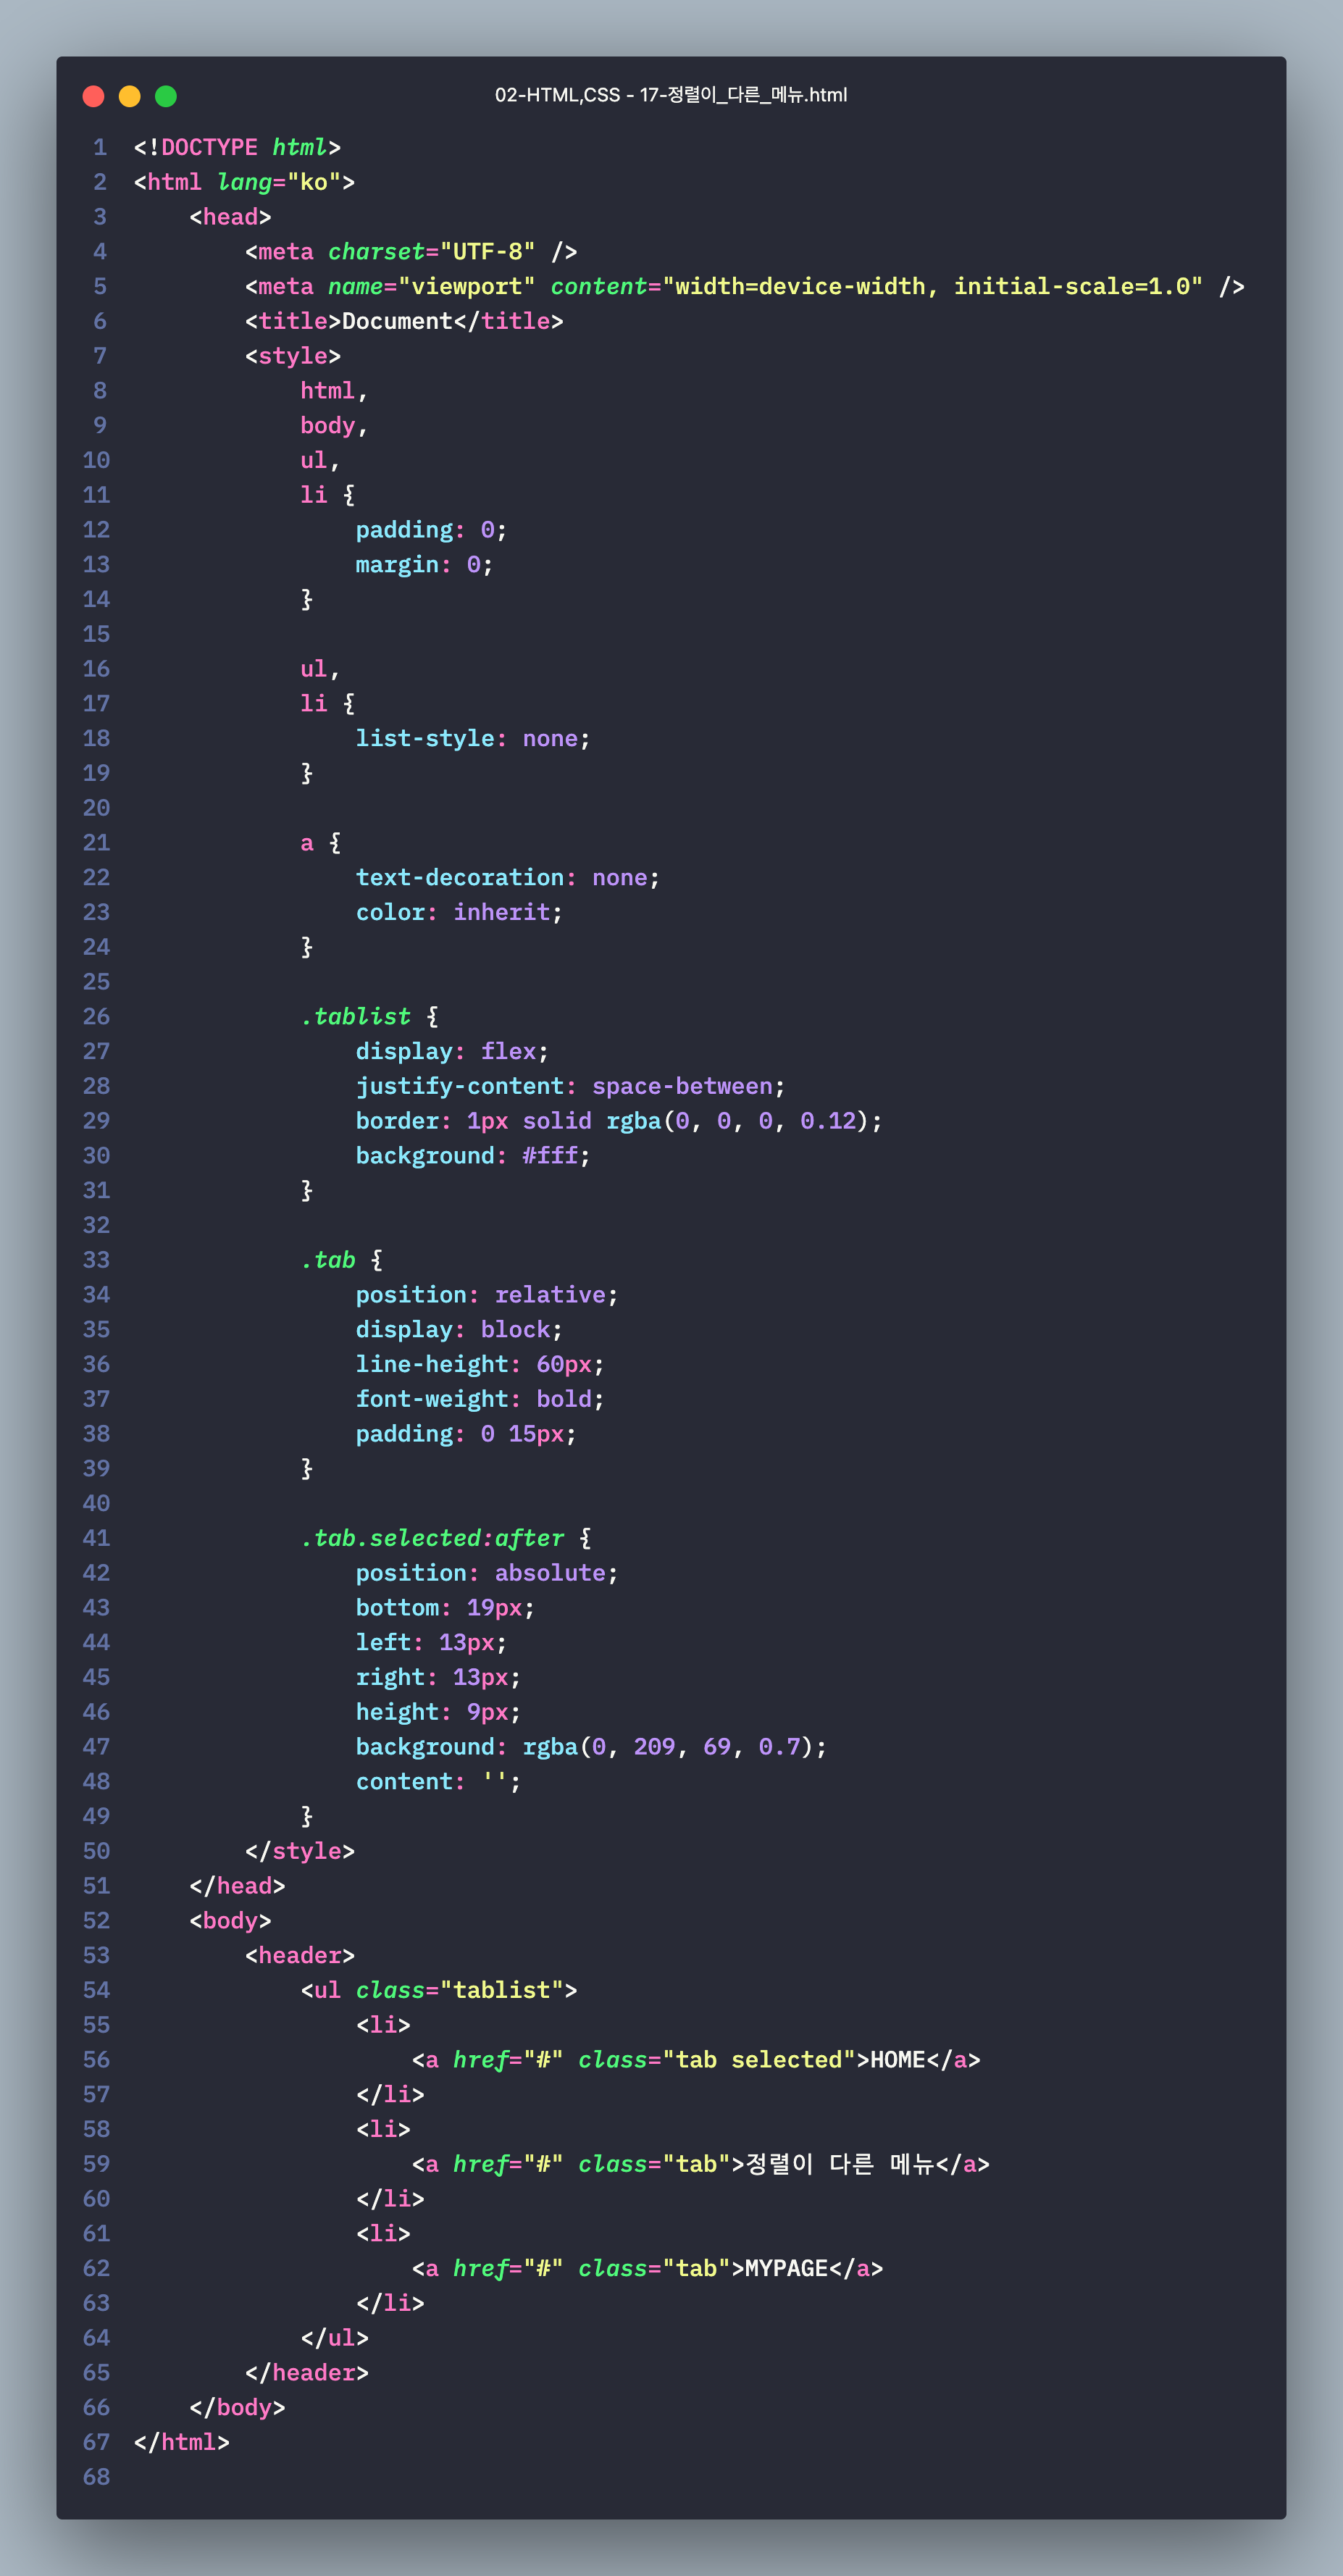 02-HTML,CSS - 17-정렬이_다른_메뉴.html
1 <!DOCTYPE html>
2 <html lang="ko">
3     <head>
4         <meta charset="UTF-8" />
5         <meta name="viewport" content="width=device-width, initial-scale=1.0" />
6         <title>Document</title>
7         <style>
8             html,
9             body,
10             ul,
11             li {
12                 padding: 0;
13                 margin: 0;
14             }
15
16             ul,
17             li {
18                 list-style: none;
19             }
20
21             a {
22                 text-decoration: none;
23                 color: inherit;
24             }
25
26             .tablist {
27                 display: flex;
28                 justify-content: space-between;
29                 border: 1px solid rgba(0, 0, 0, 0.12);
30                 background: #fff;
31             }
32
33             .tab {
34                 position: relative;
35                 display: block;
36                 line-height: 60px;
37                 font-weight: bold;
38                 padding: 0 15px;
39             }
40
41             .tab.selected:after {
42                 position: absolute;
43                 bottom: 19px;
44                 left: 13px;
45                 right: 13px;
46                 height: 9px;
47                 background: rgba(0, 209, 69, 0.7);
48                 content: '';
49             }
50         </style>
51     </head>
52     <body>
53         <header>
54             <ul class="tablist">
55                 <li>
56                     <a href="#" class="tab selected">HOME</a>
57                 </li>
58                 <li>
59                     <a href="#" class="tab">정렬이 다른 메뉴</a>
60                 </li>
61                 <li>
62                     <a href="#" class="tab">MYPAGE</a>
63                 </li>
64             </ul>
65         </header>
66     </body>
67 </html>
68